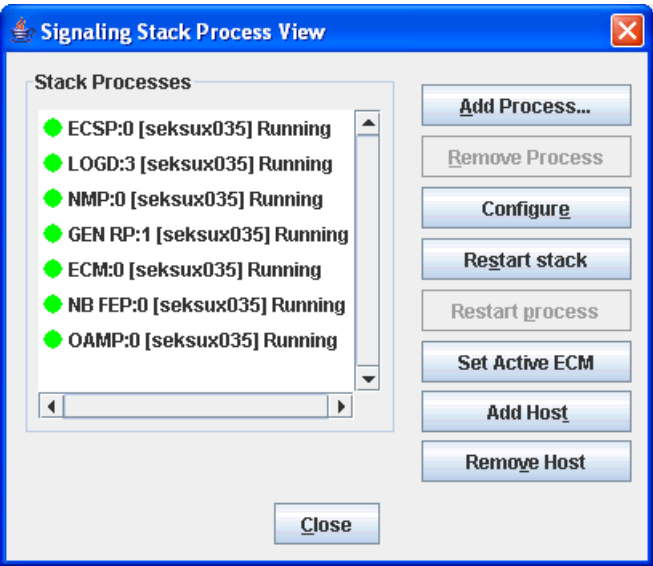 Signaling Stack Process View
Stack Processes
ECSP:0 [seksux035] Running
LOGD:3 [seksux035] Running
NMP:0 [seksux035] Running
GEN RP:1 [seksux035] Running
ECM:0 [seksux035] Running
NB FEP:0 [seksux035] Running
OAMP:0 [seksux035] Running
Add Process...
Remove Process
Configure
Restart stack
Restart process
Set Active ECM
Add Host
Remove Host
Close